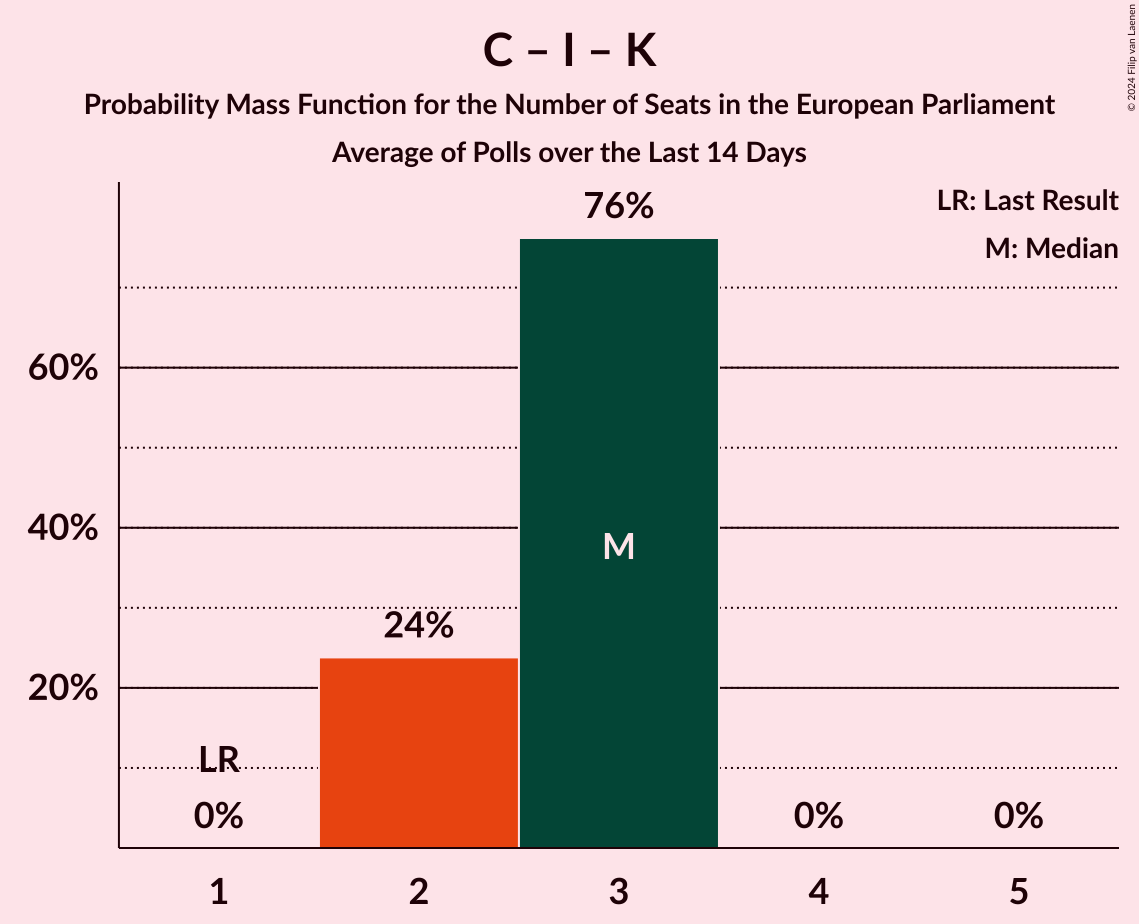 C – I – K
Probability Mass Function for the Number of Seats in the European Parliament
Average of Polls over the Last 14 Days
© 2024 Filip van Laenen
LR: Last Result
M: Median
76%
60%
40%
M
24%
20%
LR
0%
0%
0%
1
2
3
4
5